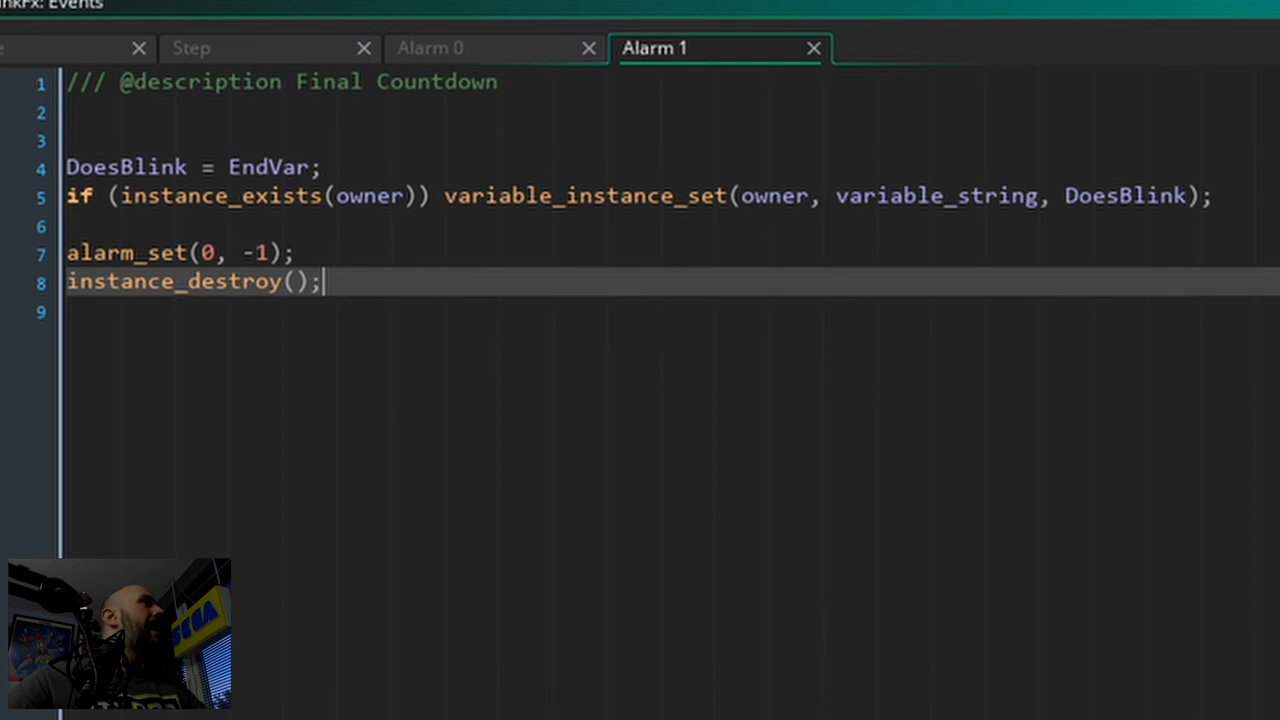 nkFx: Events
e
Step
Alarm 0
Alarm 1
1 /// @description Final Countdown
2
3
4 DoesBlink = EndVar;
5 if (instance_exists(owner)) variable_instance_set(owner, variable_string, DoesBlink);
6
7 alarm_set(0, -1);
8 instance_destroy();
9
SEGA